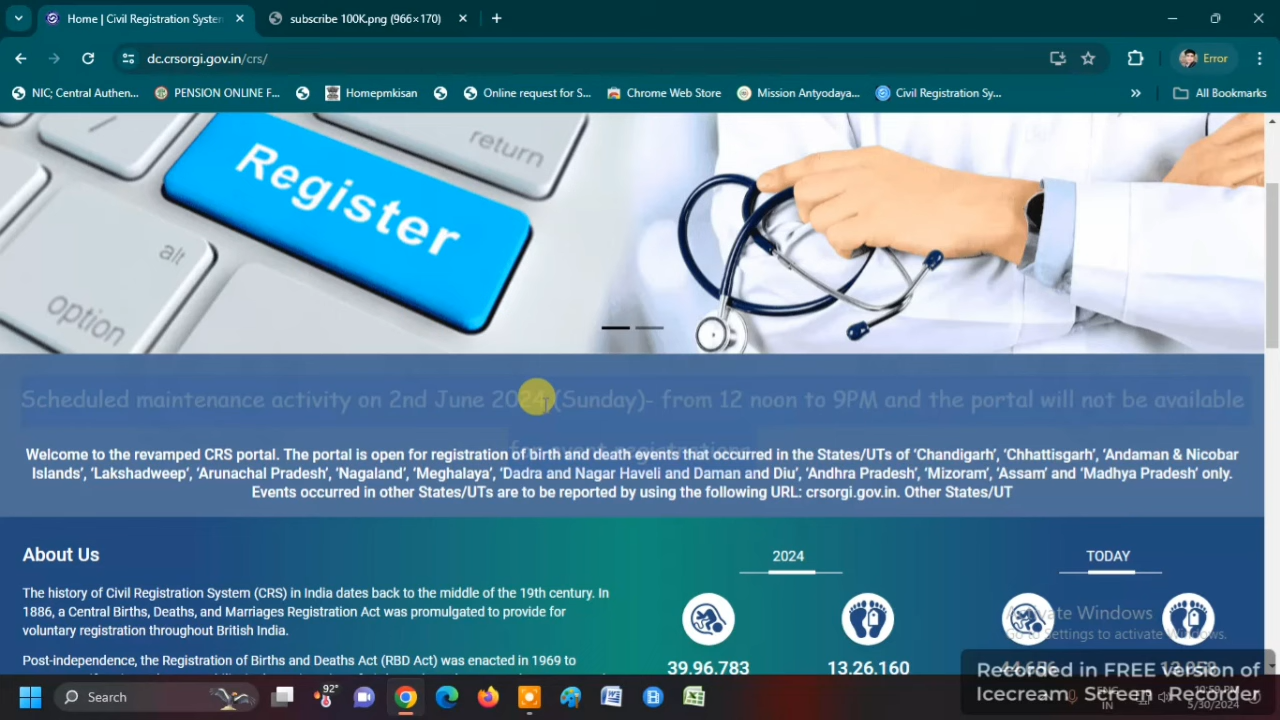 Home | Civil Registration System
subscribe 100K.png (966×170)
dc.crsorgi.gov.in/crs/
Error
NIC; Central Authen...
PENSION ONLINE F...
Homepmkisan
Online request for S...
Chrome Web Store
Mission Antyodaya...
Civil Registration Sy...
All Bookmarks
Register
return
alt
option
Scheduled maintenance activity on 2nd June 2024 (Sunday)- from 12 noon to 9PM and the portal will not be available
for event registrations
Welcome to the revamped CRS portal. The portal is open for registration of birth and death events that occurred in the States/UTs of ‘Chandigarh’, ‘Chhattisgarh’, ‘Andaman & Nicobar
Islands’, ‘Lakshadweep’, ‘Arunachal Pradesh’, ‘Nagaland’, ‘Meghalaya’, ‘Dadra and Nagar Haveli and Daman and Diu’, ‘Andhra Pradesh’, ‘Mizoram’, ‘Assam’ and ‘Madhya Pradesh’ only.
Events occurred in other States/UTs are to be reported by using the following URL: crsorgi.gov.in. Other States/UT
About Us
2024
TODAY
The history of Civil Registration System (CRS) in India dates back to the middle of the 19th century. In
1886, a Central Births, Deaths, and Marriages Registration Act was promulgated to provide for
voluntary registration throughout British India.
Activate Windows
Go to Settings to activate Windows.
Post-independence, the Registration of Births and Deaths Act (RBD Act) was enacted in 1969 to
39,96,783
13,26,160
Recorded in FREE version of
Icecream Screen Recorder
Search
92°
ENG
IN
10:59 PM
5/30/2024